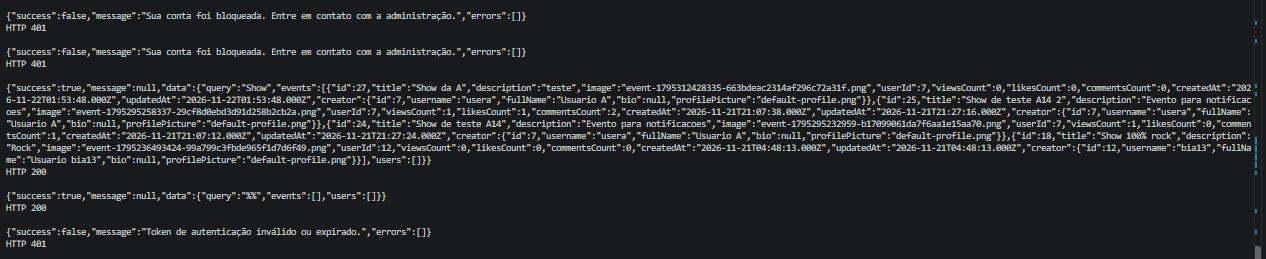 {"success":false,"message":"Sua conta foi bloqueada. Entre em contato com a administração.","errors":[]}
HTTP 401
{"success":false,"message":"Sua conta foi bloqueada. Entre em contato com a administração.","errors":[]}
HTTP 401
{"success":true,"message":null,"data":{"query":"Show","events":[{"id":27,"title":"Show da A","description":"teste","image":"event-1795312428335-663bdeac2314af296c72a31f.png","userId":7,"viewsCount":0,"likesCount":0,"commentsCount":0,"createdAt":"202
6-11-22T01:53:48.000Z","updatedAt":"2026-11-22T01:53:48.000Z","creator":{"id":7,"username":"usera","fullName":"Usuario A","bio":null,"profilePicture":"default-profile.png"}},{"id":25,"title":"Show de teste A14 2","description":"Evento para notificac
oes","image":"event-1795295258337-29cf8d0ebd3d91d258b2cb2a.png","userId":7,"viewsCount":1,"likesCount":1,"commentsCount":2,"createdAt":"2026-11-21T21:07:38.000Z","updatedAt":"2026-11-21T21:27:16.000Z","creator":{"id":7,"username":"usera","fullName":
"Usuario A","bio":null,"profilePicture":"default-profile.png"}},{"id":24,"title":"Show de teste A14","description":"Evento para notificacoes","image":"event-1795295232959-b17099061da7f6aa1e15aa70.png","userId":7,"viewsCount":1,"likesCount":0,"commen
tsCount":1,"createdAt":"2026-11-21T21:07:12.000Z","updatedAt":"2026-11-21T21:27:24.000Z","creator":{"id":7,"username":"usera","fullName":"Usuario A","bio":null,"profilePicture":"default-profile.png"}},{"id":18,"title":"Show 100% rock","description":
"Rock","image":"event-1795236493424-99a799c3fbde965f1d7d6f49.png","userId":12,"viewsCount":0,"likesCount":0,"commentsCount":0,"createdAt":"2026-11-21T04:48:13.000Z","updatedAt":"2026-11-21T04:48:13.000Z","creator":{"id":12,"username":"bia13","fullNa
me":"Usuario bia13","bio":null,"profilePicture":"default-profile.png"}}],"users":[]}}
HTTP 200
{"success":true,"message":null,"data":{"query":"%%","events":[],"users":[]}}
HTTP 200
{"success":false,"message":"Token de autenticação inválido ou expirado.","errors":[]}
HTTP 401